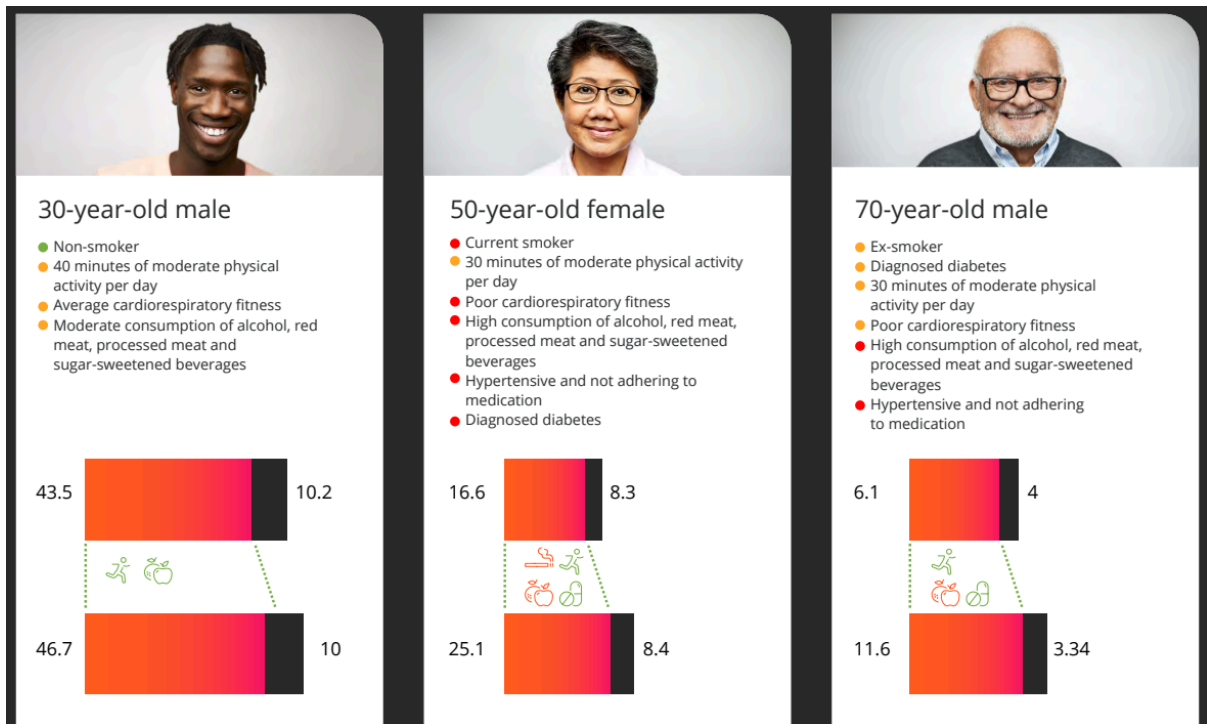 30-year-old male
Non-smoker
40 minutes of moderate physical
activity per day
Average cardiorespiratory fitness
Moderate consumption of alcohol, red
meat, processed meat and
sugar-sweetened beverages
43.5
10.2
46.7
10
50-year-old female
Current smoker
30 minutes of moderate physical activity
per day
Poor cardiorespiratory fitness
High consumption of alcohol, red meat,
processed meat and sugar-sweetened
beverages
Hypertensive and not adhering to
medication
Diagnosed diabetes
16.6
8.3
25.1
8.4
70-year-old male
Ex-smoker
Diagnosed diabetes
30 minutes of moderate physical
activity per day
Poor cardiorespiratory fitness
High consumption of alcohol, red meat,
processed meat and sugar-sweetened
beverages
Hypertensive and not adhering
to medication
6.1
4
11.6
3.34